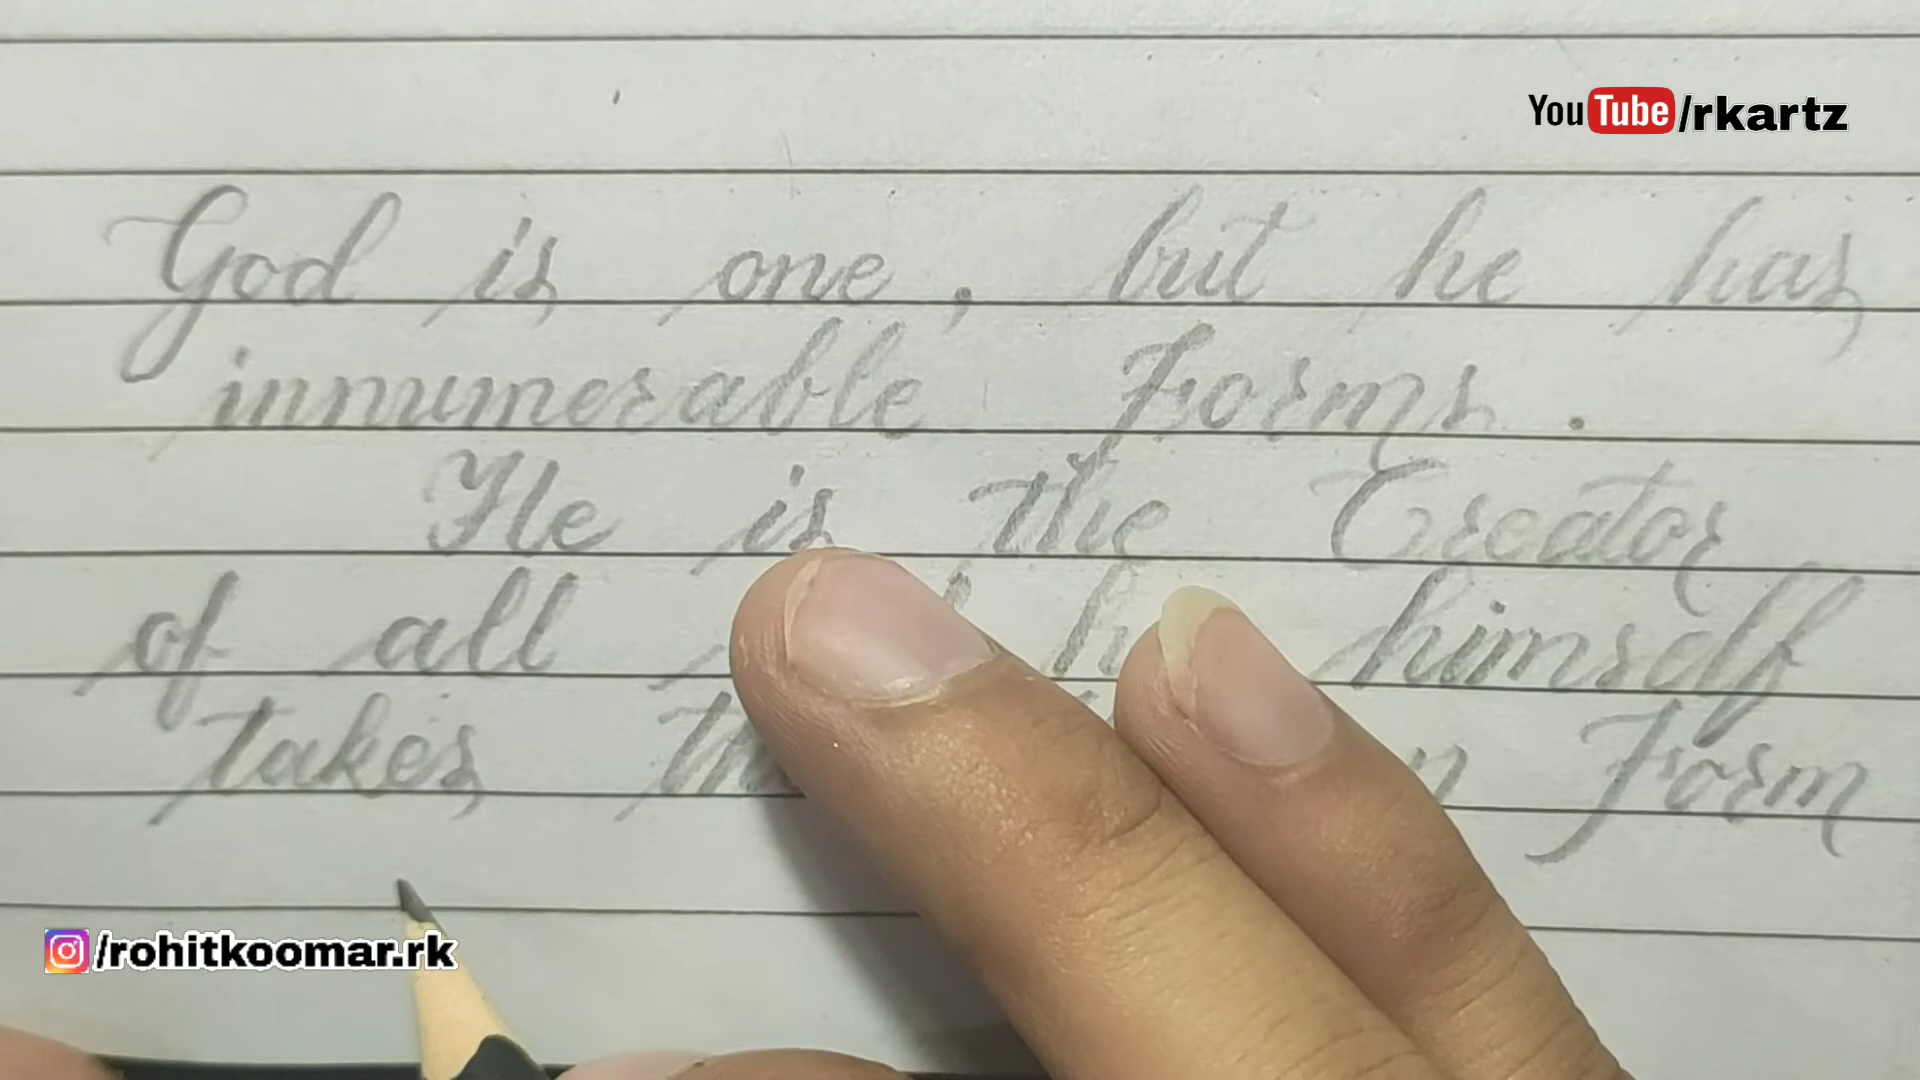 YouTube/rkartz
God is one, but he has
innumerable Forms.
He is the Creator
of all himself
takes Form
/rohitkoomar.rk